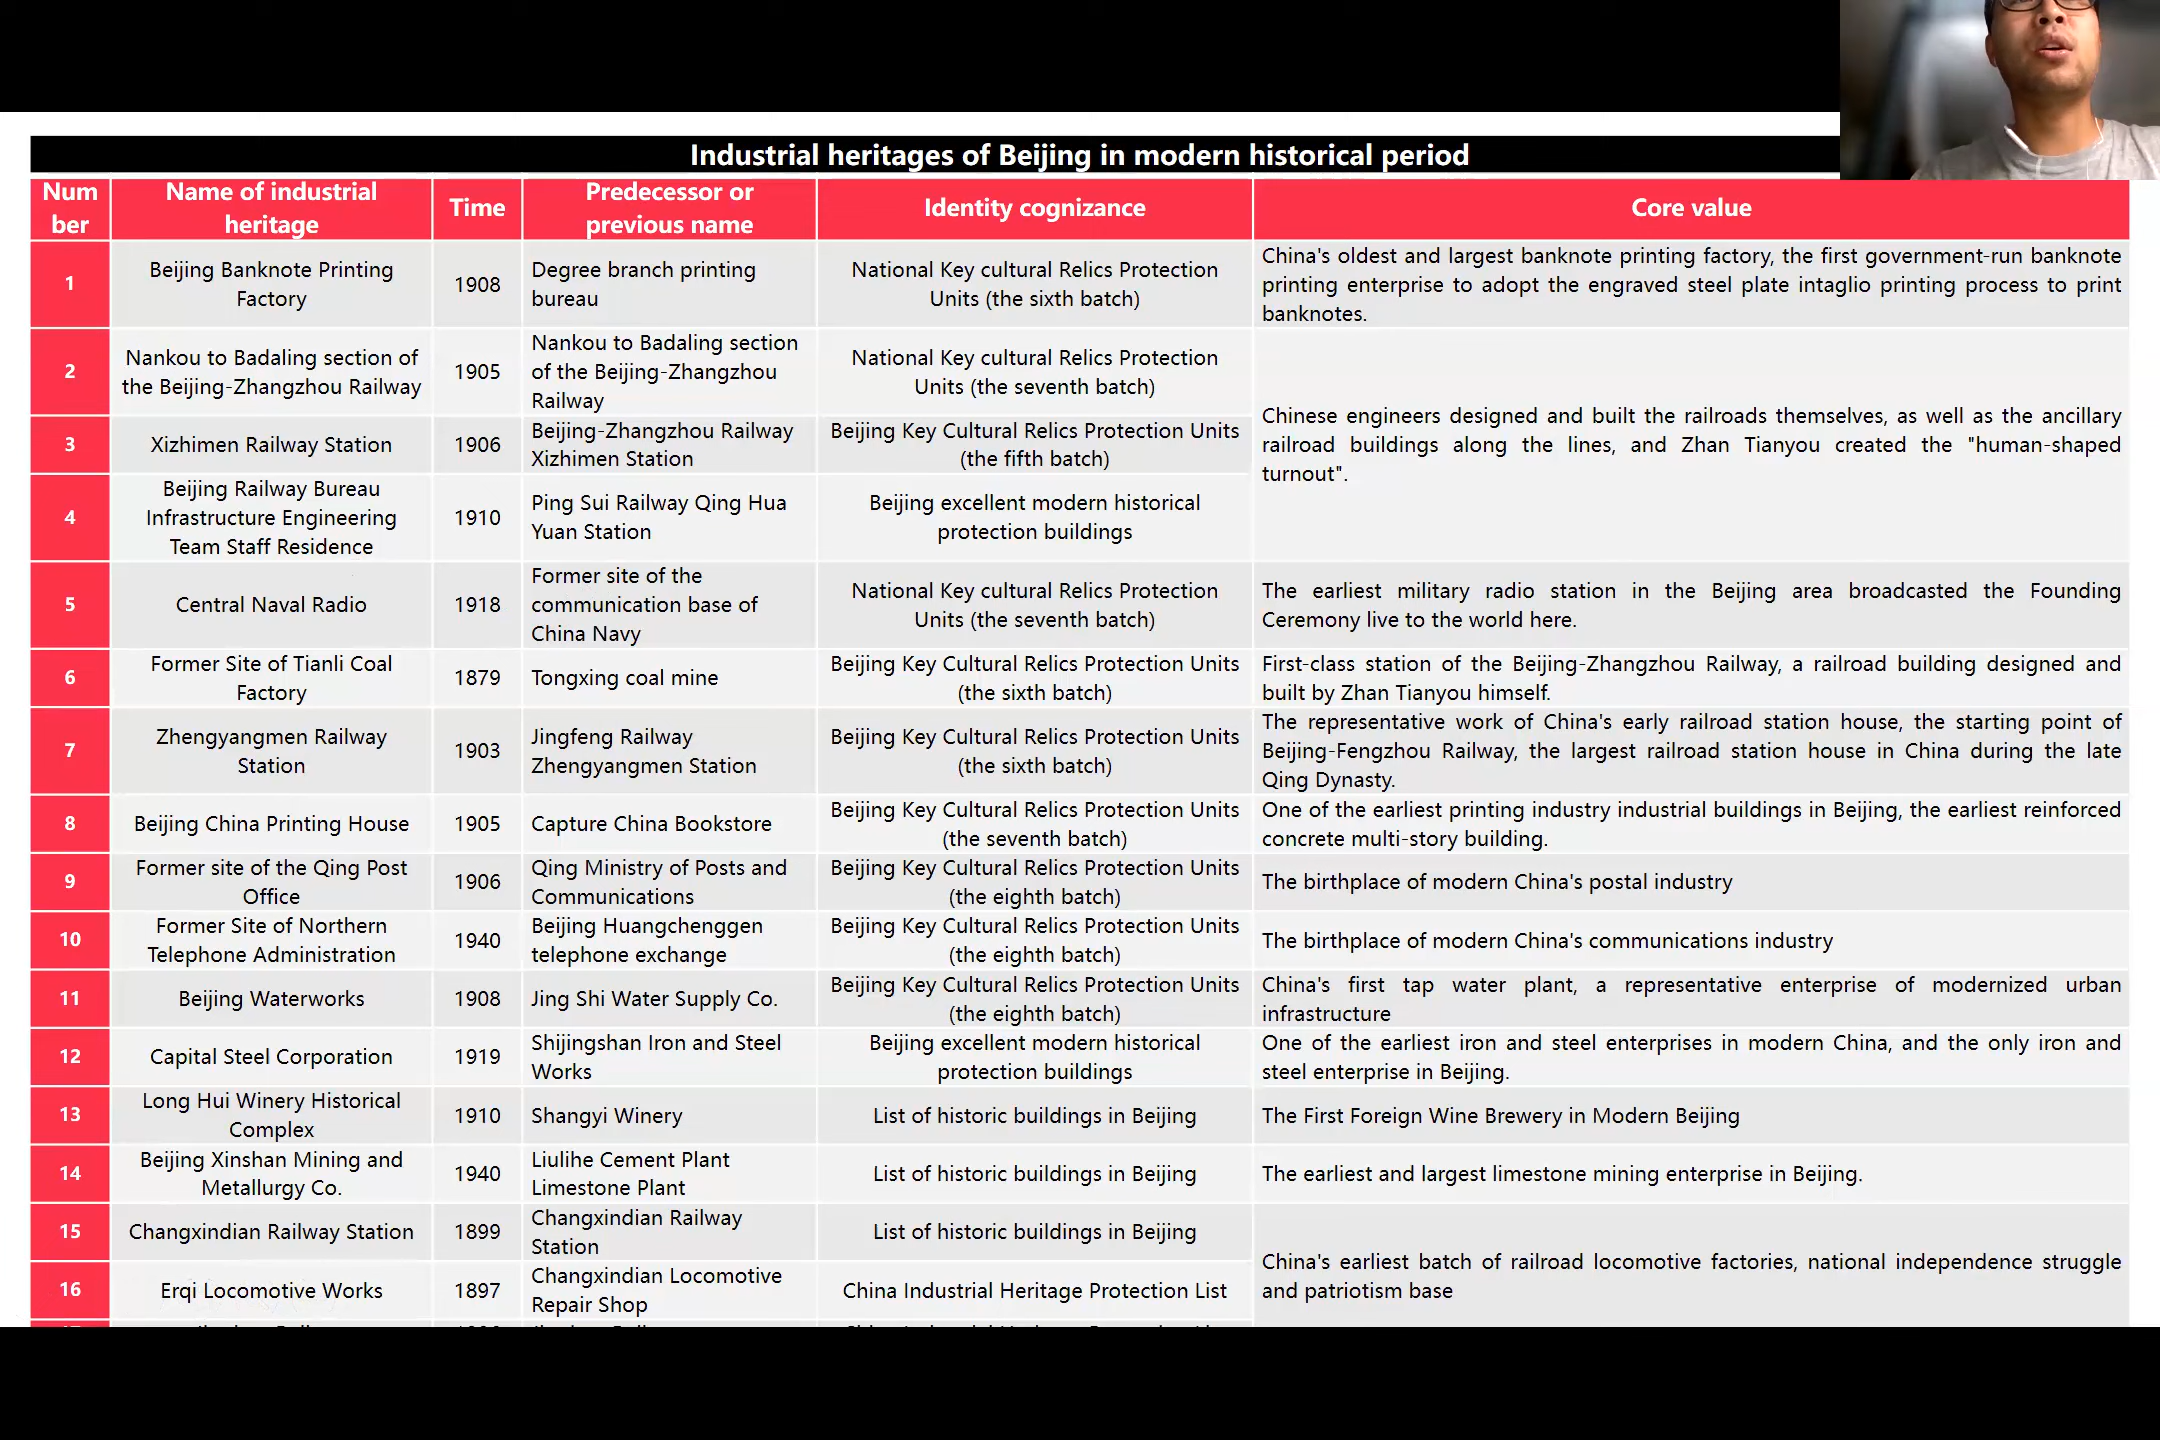 Industrial heritages of Beijing in modern historical period
Num
ber
Name of industrial
heritage
Time
Predecessor or
previous name
Identity cognizance
Core value
1
Beijing Banknote Printing
Factory
1908
Degree branch printing
bureau
National Key cultural Relics Protection
Units (the sixth batch)
China's oldest and largest banknote printing factory, the first government-run banknote
printing enterprise to adopt the engraved steel plate intaglio printing process to print
banknotes.
2
Nankou to Badaling section of
the Beijing-Zhangzhou Railway
1905
Nankou to Badaling section
of the Beijing-Zhangzhou
Railway
National Key cultural Relics Protection
Units (the seventh batch)
Chinese engineers designed and built the railroads themselves, as well as the ancillary
railroad buildings along the lines, and Zhan Tianyou created the "human-shaped
turnout".
3
Xizhimen Railway Station
1906
Beijing-Zhangzhou Railway
Xizhimen Station
Beijing Key Cultural Relics Protection Units
(the fifth batch)
4
Beijing Railway Bureau
Infrastructure Engineering
Team Staff Residence
1910
Ping Sui Railway Qing Hua
Yuan Station
Beijing excellent modern historical
protection buildings
5
Central Naval Radio
1918
Former site of the
communication base of
China Navy
National Key cultural Relics Protection
Units (the seventh batch)
The earliest military radio station in the Beijing area broadcasted the Founding
Ceremony live to the world here.
6
Former Site of Tianli Coal
Factory
1879
Tongxing coal mine
Beijing Key Cultural Relics Protection Units
(the sixth batch)
First-class station of the Beijing-Zhangzhou Railway, a railroad building designed and
built by Zhan Tianyou himself.
7
Zhengyangmen Railway
Station
1903
Jingfeng Railway
Zhengyangmen Station
Beijing Key Cultural Relics Protection Units
(the sixth batch)
The representative work of China's early railroad station house, the starting point of
Beijing-Fengzhou Railway, the largest railroad station house in China during the late
Qing Dynasty.
8
Beijing China Printing House
1905
Capture China Bookstore
Beijing Key Cultural Relics Protection Units
(the seventh batch)
One of the earliest printing industry industrial buildings in Beijing, the earliest reinforced
concrete multi-story building.
9
Former site of the Qing Post
Office
1906
Qing Ministry of Posts and
Communications
Beijing Key Cultural Relics Protection Units
(the eighth batch)
The birthplace of modern China's postal industry
10
Former Site of Northern
Telephone Administration
1940
Beijing Huangchenggen
telephone exchange
Beijing Key Cultural Relics Protection Units
(the eighth batch)
The birthplace of modern China's communications industry
11
Beijing Waterworks
1908
Jing Shi Water Supply Co.
Beijing Key Cultural Relics Protection Units
(the eighth batch)
China's first tap water plant, a representative enterprise of modernized urban
infrastructure
12
Capital Steel Corporation
1919
Shijingshan Iron and Steel
Works
Beijing excellent modern historical
protection buildings
One of the earliest iron and steel enterprises in modern China, and the only iron and
steel enterprise in Beijing.
13
Long Hui Winery Historical
Complex
1910
Shangyi Winery
List of historic buildings in Beijing
The First Foreign Wine Brewery in Modern Beijing
14
Beijing Xinshan Mining and
Metallurgy Co.
1940
Liulihe Cement Plant
Limestone Plant
List of historic buildings in Beijing
The earliest and largest limestone mining enterprise in Beijing.
15
Changxindian Railway Station
1899
Changxindian Railway
Station
List of historic buildings in Beijing
China's earliest batch of railroad locomotive factories, national independence struggle
and patriotism base
16
Erqi Locomotive Works
1897
Changxindian Locomotive
Repair Shop
China Industrial Heritage Protection List